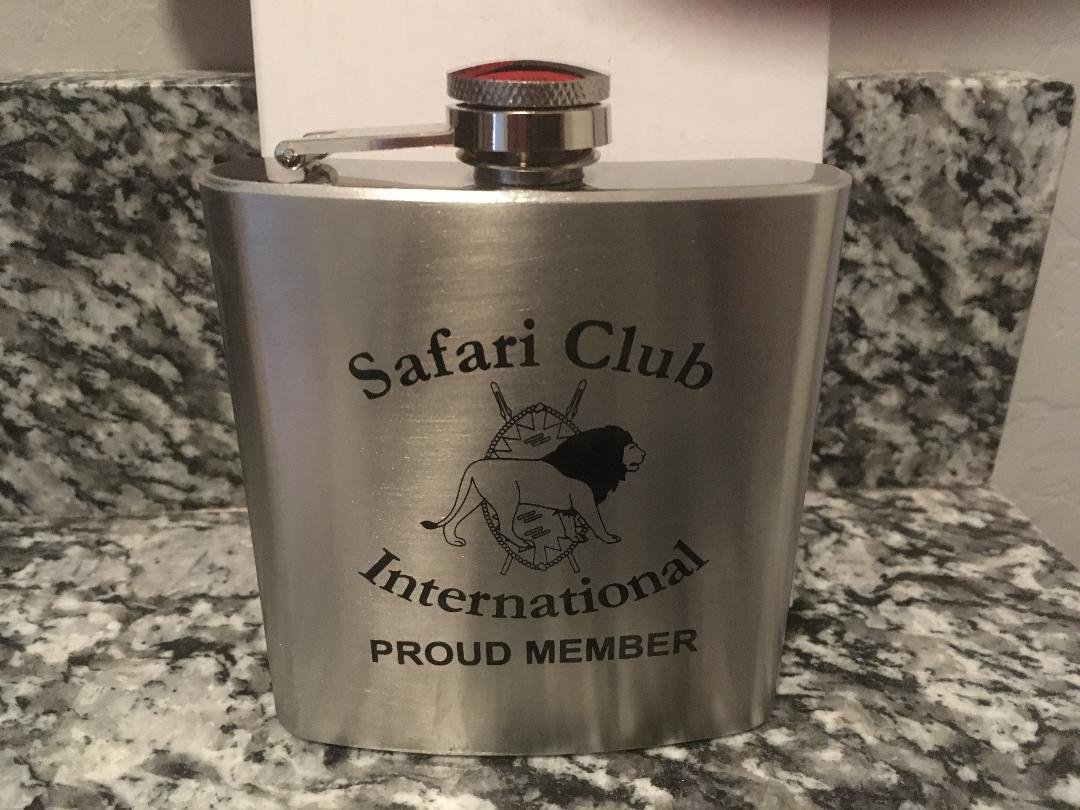 Safari Club
International
PROUD MEMBER